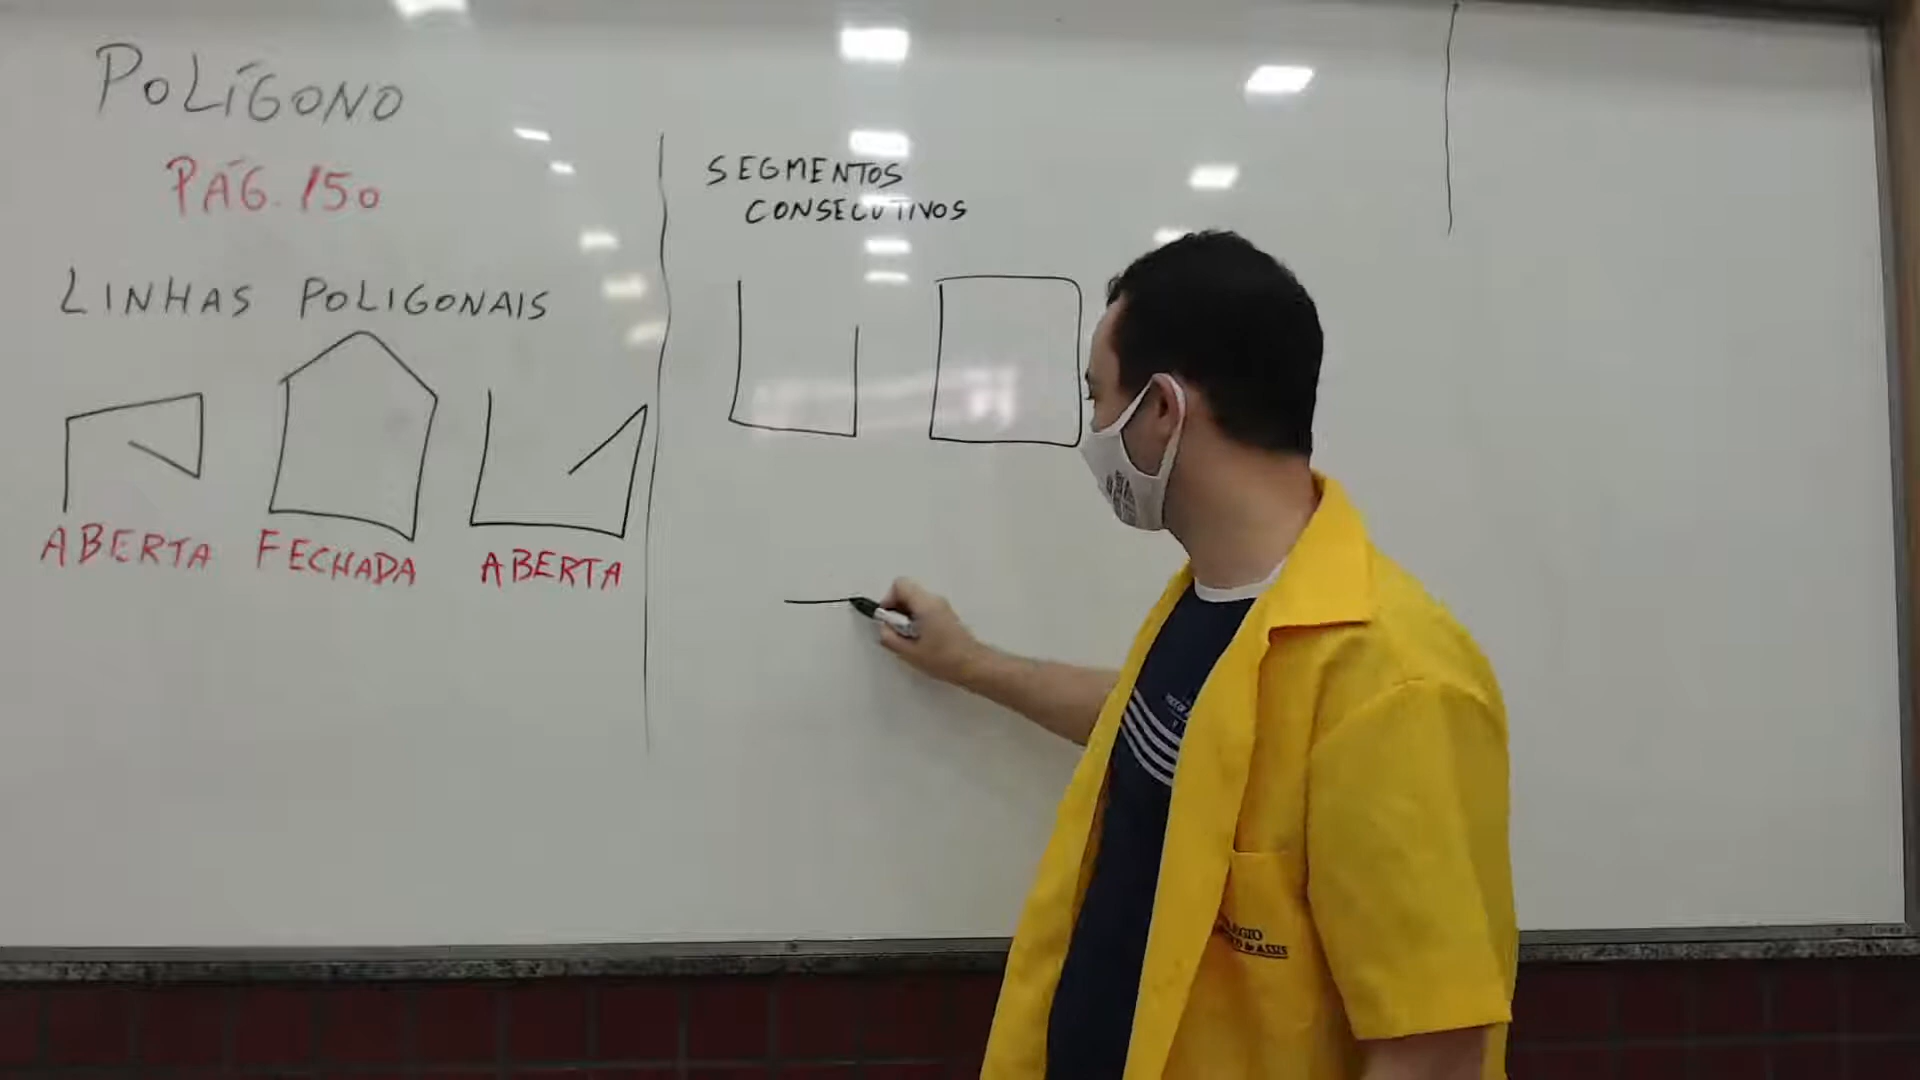 POLÍGONO
PÁG. 150
LINHAS POLIGONAIS
ABERTA FECHADA ABERTA
SEGMENTOS
CONSECUTIVOS